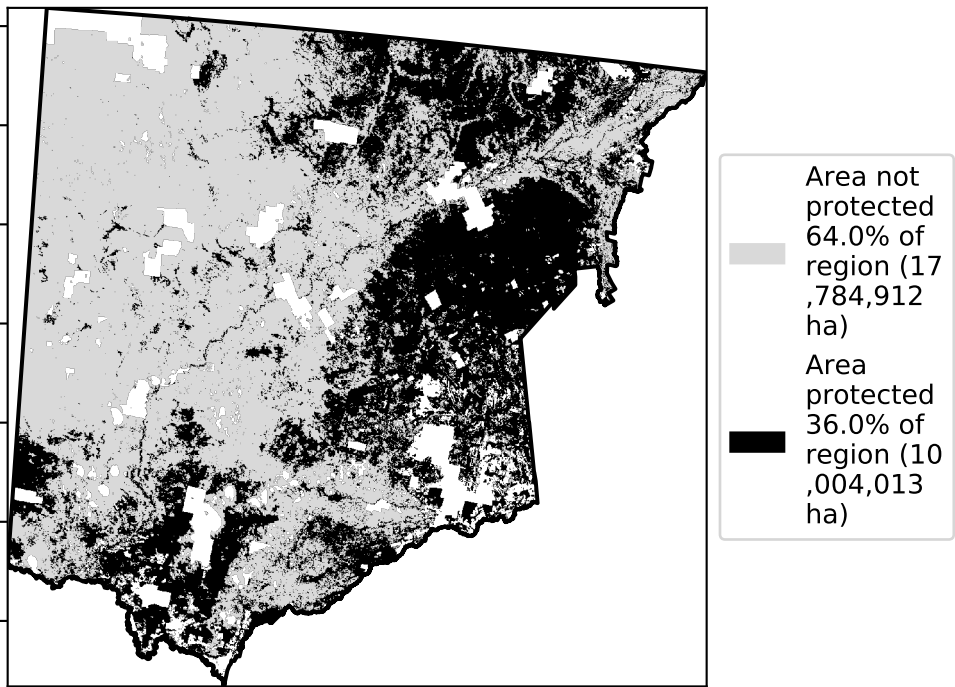 Area not
protected
64.0% of
region (17
,784,912
ha)
Area
protected
36.0% of
region (10
,004,013
ha)